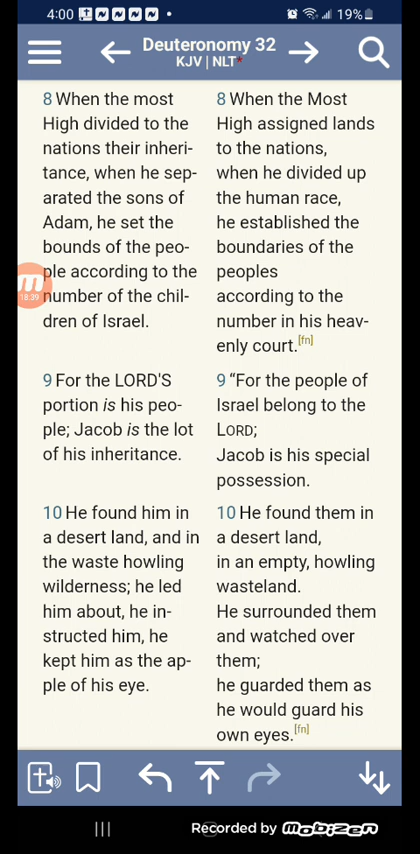 4:00
19%
Deuteronomy 32
KJV | NLT*
8 When the most
High divided to the
nations their inheri-
tance, when he sep-
arated the sons of
Adam, he set the
bounds of the peo-
ple according to the
number of the chil-
dren of Israel.
8 When the Most
High assigned lands
to the nations,
when he divided up
the human race,
he established the
boundaries of the
peoples
according to the
number in his heav-
enly court.[fn]
18:39
9 For the LORD'S
portion is his peo-
ple; Jacob is the lot
of his inheritance.
9 “For the people of
Israel belong to the
LORD;
Jacob is his special
possession.
10 He found him in
a desert land, and in
the waste howling
wilderness; he led
him about, he in-
structed him, he
kept him as the ap-
ple of his eye.
10 He found them in
a desert land,
in an empty, howling
wasteland.
He surrounded them
and watched over
them;
he guarded them as
he would guard his
own eyes.[fn]
Recorded by Mobizen